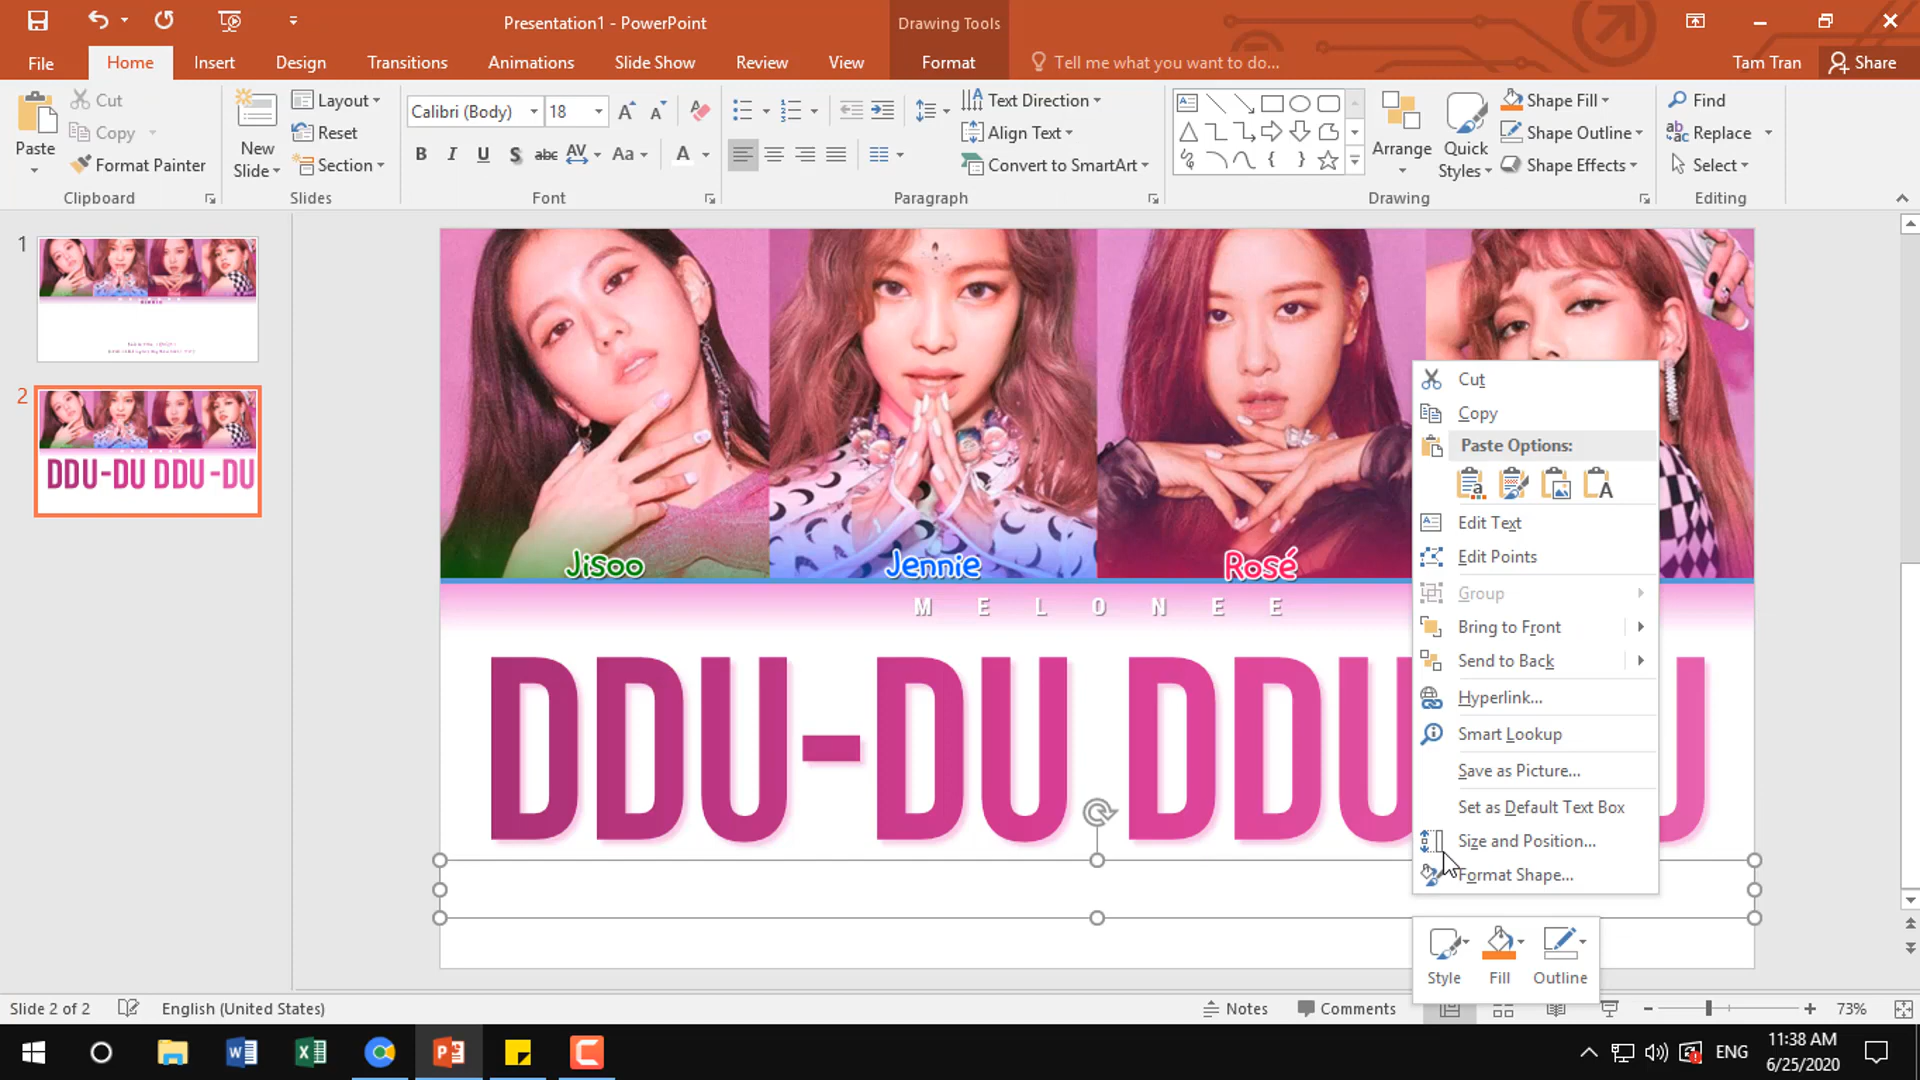 Presentation1 - PowerPoint
Drawing Tools
File
Home
Insert
Design
Transitions
Animations
Slide Show
Review
View
Format
Tell me what you want to do...
Tam Tran
Share
Paste
Cut
Copy
Format Painter
Clipboard
New Slide
Layout
Reset
Section
Slides
Calibri (Body)
18
B I U S abc AV Aa A
Font
Text Direction
Align Text
Convert to SmartArt
Paragraph
Arrange
Quick Styles
Shape Fill
Shape Outline
Shape Effects
Drawing
Find
Replace
Select
Editing
1
2
DDU-DU DDU -DU
JiSoo
Jennie
Rosé
MELONEE
DDU-DU DDU
U
Cut
Copy
Paste Options:
Edit Text
Edit Points
Group
Bring to Front
Send to Back
Hyperlink...
Smart Lookup
Save as Picture...
Set as Default Text Box
Size and Position...
Format Shape...
Style
Fill
Outline
Slide 2 of 2
English (United States)
Notes
Comments
73%
ENG
11:38 AM
6/25/2020